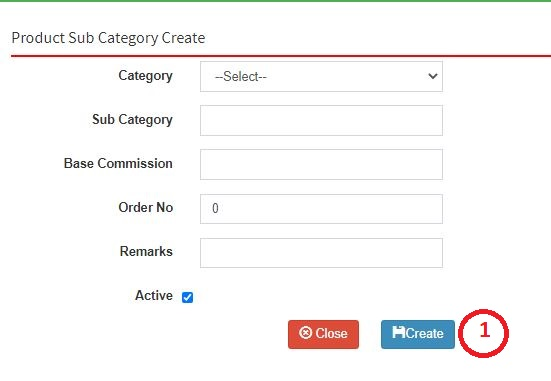 Product Sub Category Create
Category --Select--
Sub Category
Base Commission
Order No 0
Remarks
Active
Close Create 1